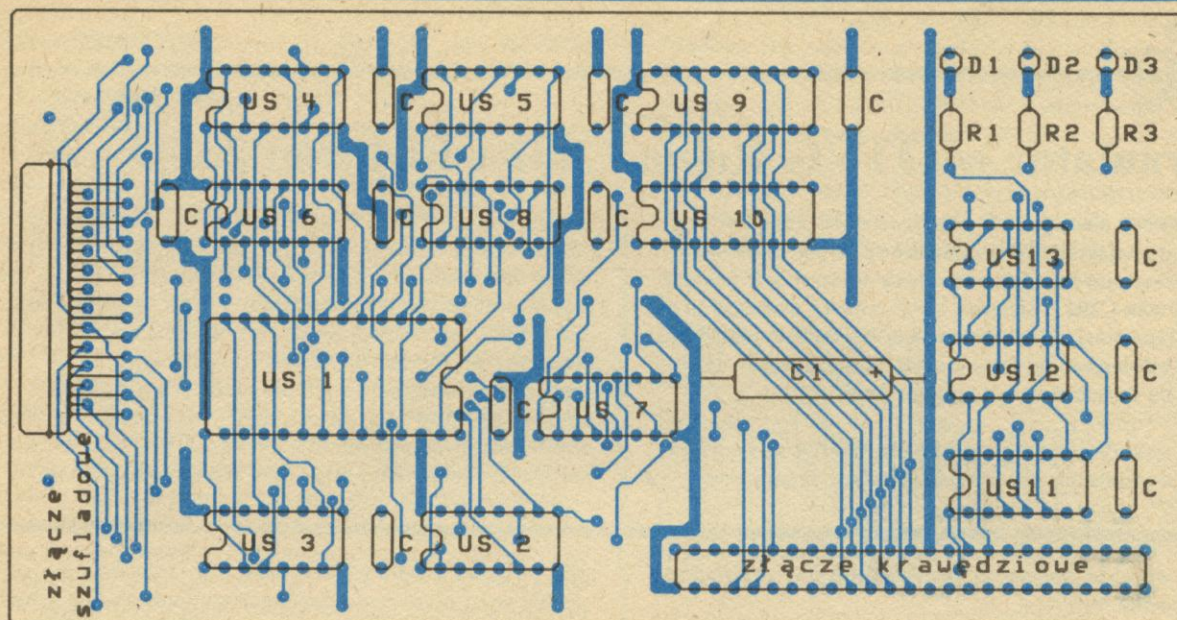 D1 D2 D3
US 4 C US 5 C US 9 C
R1 R2 R3
C US 6 C US 8 C US 10
US13 C
US 1 C1 + US12 C
C US 7
US11 C
US 3 C US 2
złącze krawędziowe
złącze
szufladowe